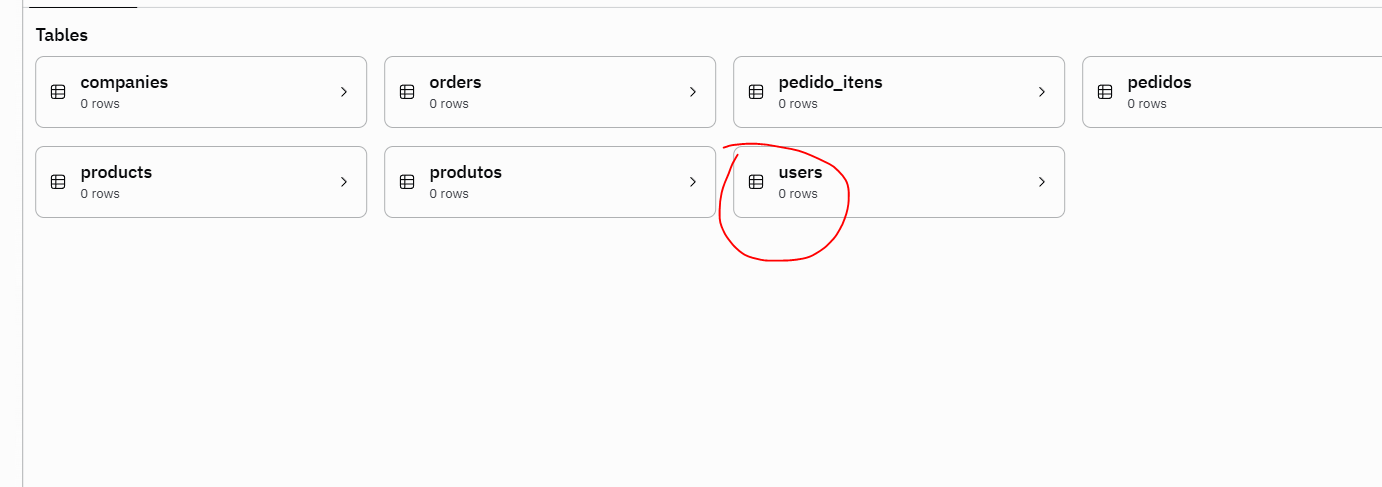 Tables
companies
0 rows
orders
0 rows
pedido_itens
0 rows
pedidos
0 rows
products
0 rows
produtos
0 rows
users
0 rows